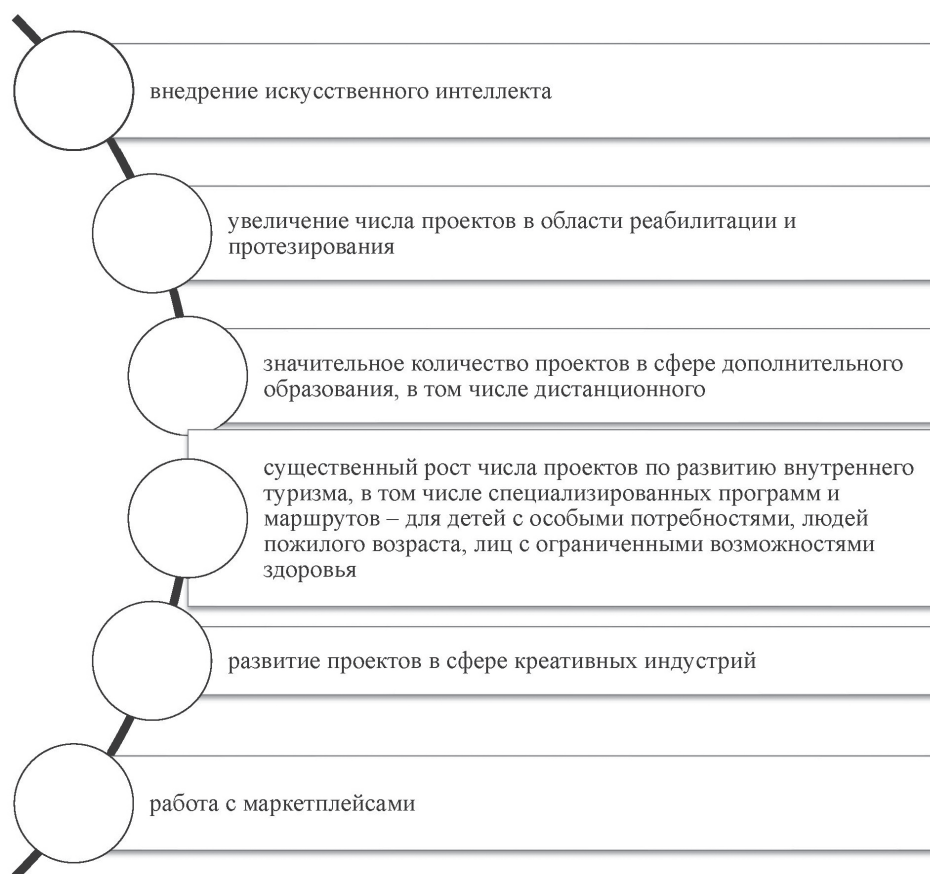 внедрение искусственного интеллекта
увеличение числа проектов в области реабилитации и
протезирования
значительное количество проектов в сфере дополнительного
образования, в том числе дистанционного
существенный рост числа проектов по развитию внутреннего
туризма, в том числе специализированных программ и
маршрутов – для детей с особыми потребностями, людей
пожилого возраста, лиц с ограниченными возможностями
здоровья
развитие проектов в сфере креативных индустрий
работа с маркетплейсами